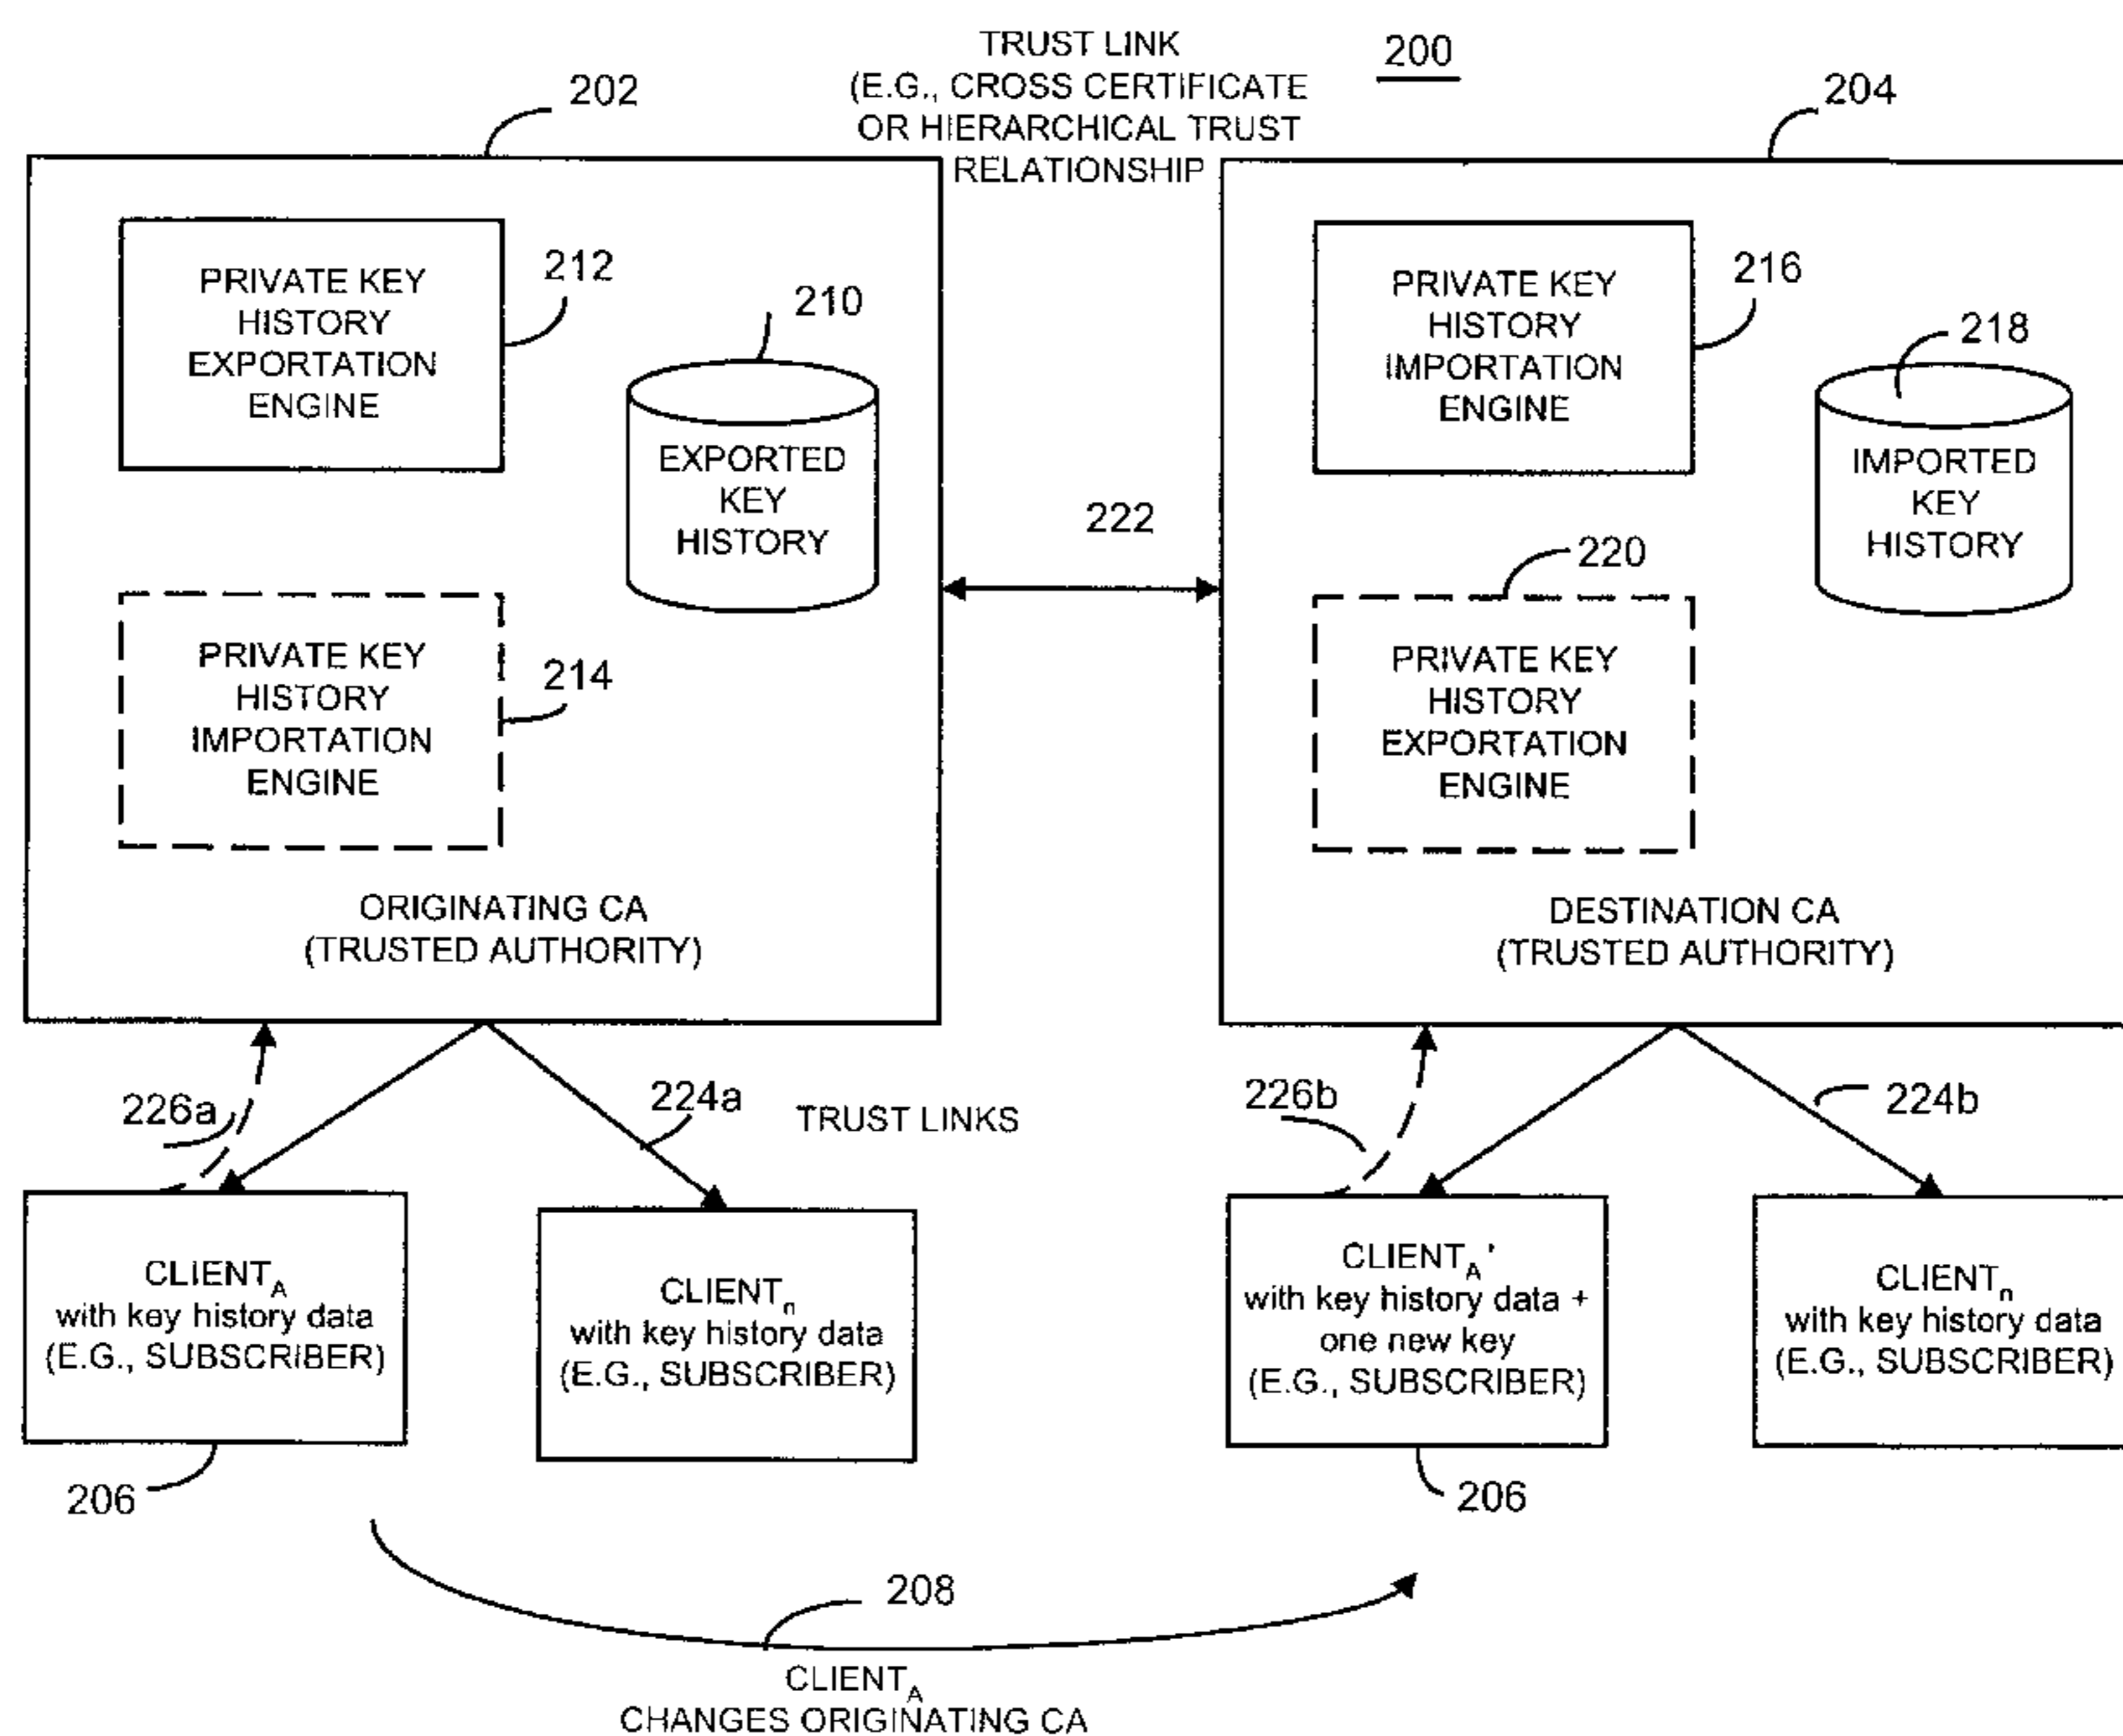 TRUST LINK
(E.G., CROSS CERTIFICATE
OR HIERARCHICAL TRUST
RELATIONSHIP
200
202
204
PRIVATE KEY
HISTORY
EXPORTATION
ENGINE
212
210
EXPORTED
KEY
HISTORY
PRIVATE KEY
HISTORY
IMPORTATION
ENGINE
214
ORIGINATING CA
(TRUSTED AUTHORITY)
222
PRIVATE KEY
HISTORY
IMPORTATION
ENGINE
216
218
IMPORTED
KEY
HISTORY
220
PRIVATE KEY
HISTORY
EXPORTATION
ENGINE
DESTINATION CA
(TRUSTED AUTHORITY)
226a
224a
TRUST LINKS
226b
224b
CLIENTA
with key history data
(E.G., SUBSCRIBER)
CLIENTn
with key history data
(E.G., SUBSCRIBER)
CLIENTA'
with key history data +
one new key
(E.G., SUBSCRIBER)
CLIENTn
with key history data
(E.G., SUBSCRIBER)
206
206
208
CLIENTA
CHANGES ORIGINATING CA